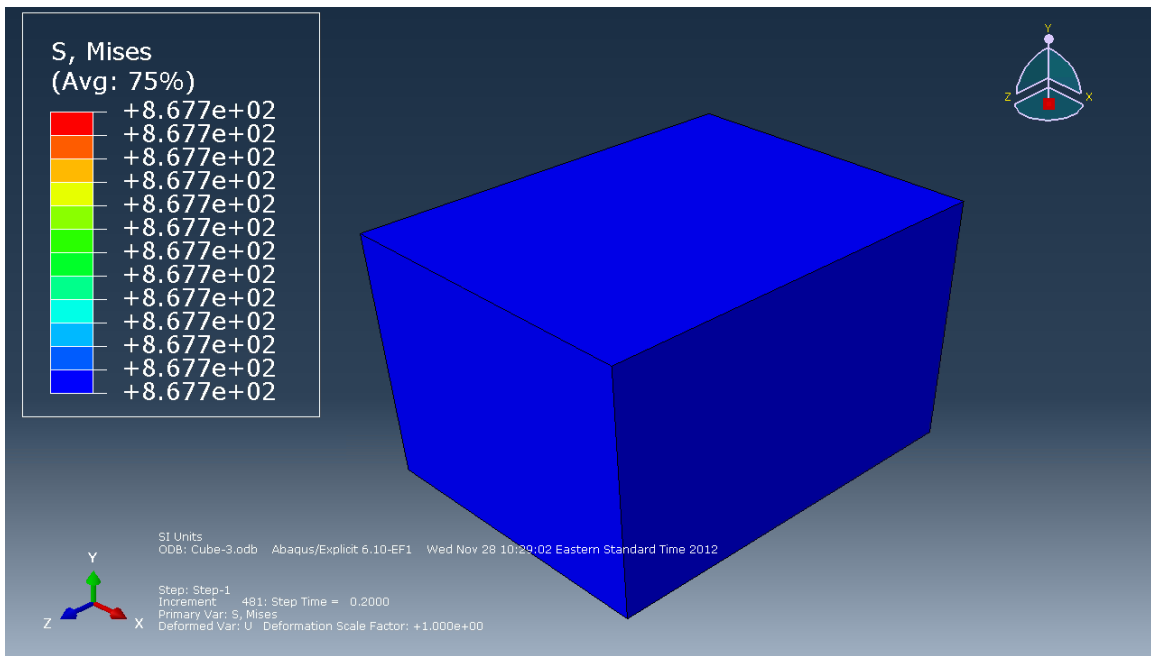 S, Mises
(Avg: 75%)
+8.677e+02
+8.677e+02
+8.677e+02
+8.677e+02
+8.677e+02
+8.677e+02
+8.677e+02
+8.677e+02
+8.677e+02
+8.677e+02
+8.677e+02
+8.677e+02
+8.677e+02
Y
Z
X
SI Units
ODB: Cube-3.odb Abaqus/Explicit 6.10-EF1 Wed Nov 28 10:29:02 Eastern Standard Time 2012
Y
Z
X
Step: Step-1
Increment 481: Step Time = 0.2000
Primary Var: S, Mises
Deformed Var: U Deformation Scale Factor: +1.000e+00